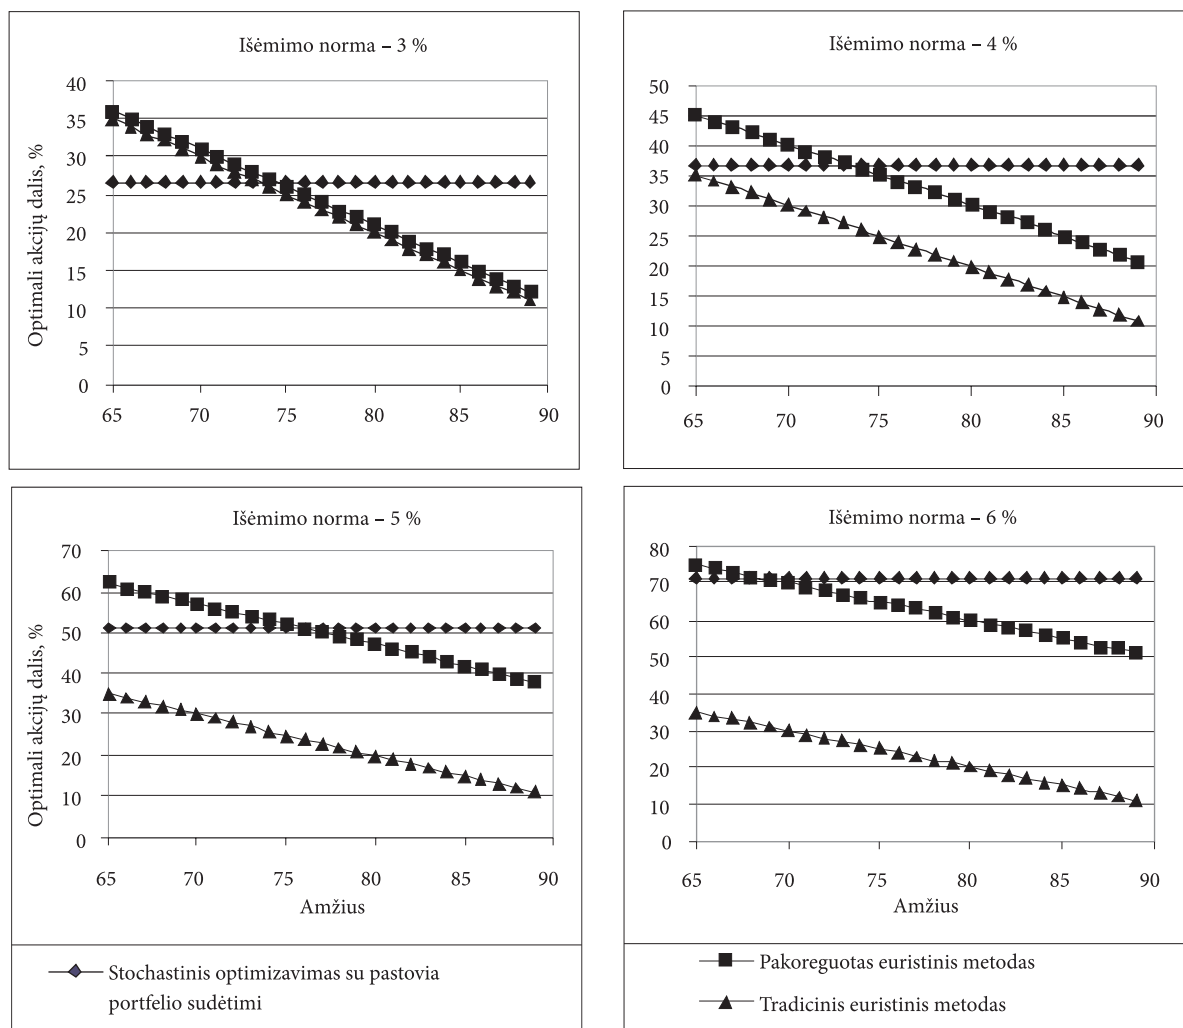 Išėmimo norma – 3 %
Optimali akcijų dalis, %
40
35
30
25
20
15
10
5
0
65 70 75 80 85 90
Išėmimo norma – 4 %
50
45
40
35
30
25
20
15
10
5
0
65 70 75 80 85 90
Išėmimo norma – 5 %
Optimali akcijų dalis, %
70
60
50
40
30
20
10
0
65 70 75 80 85 90
Amžius
Išėmimo norma – 6 %
80
70
60
50
40
30
20
10
0
65 70 75 80 85 90
Amžius
Stochastinis optimizavimas su pastovia
portfelio sudėtimi
Pakoreguotas euristinis metodas
Tradicinis euristinis metodas